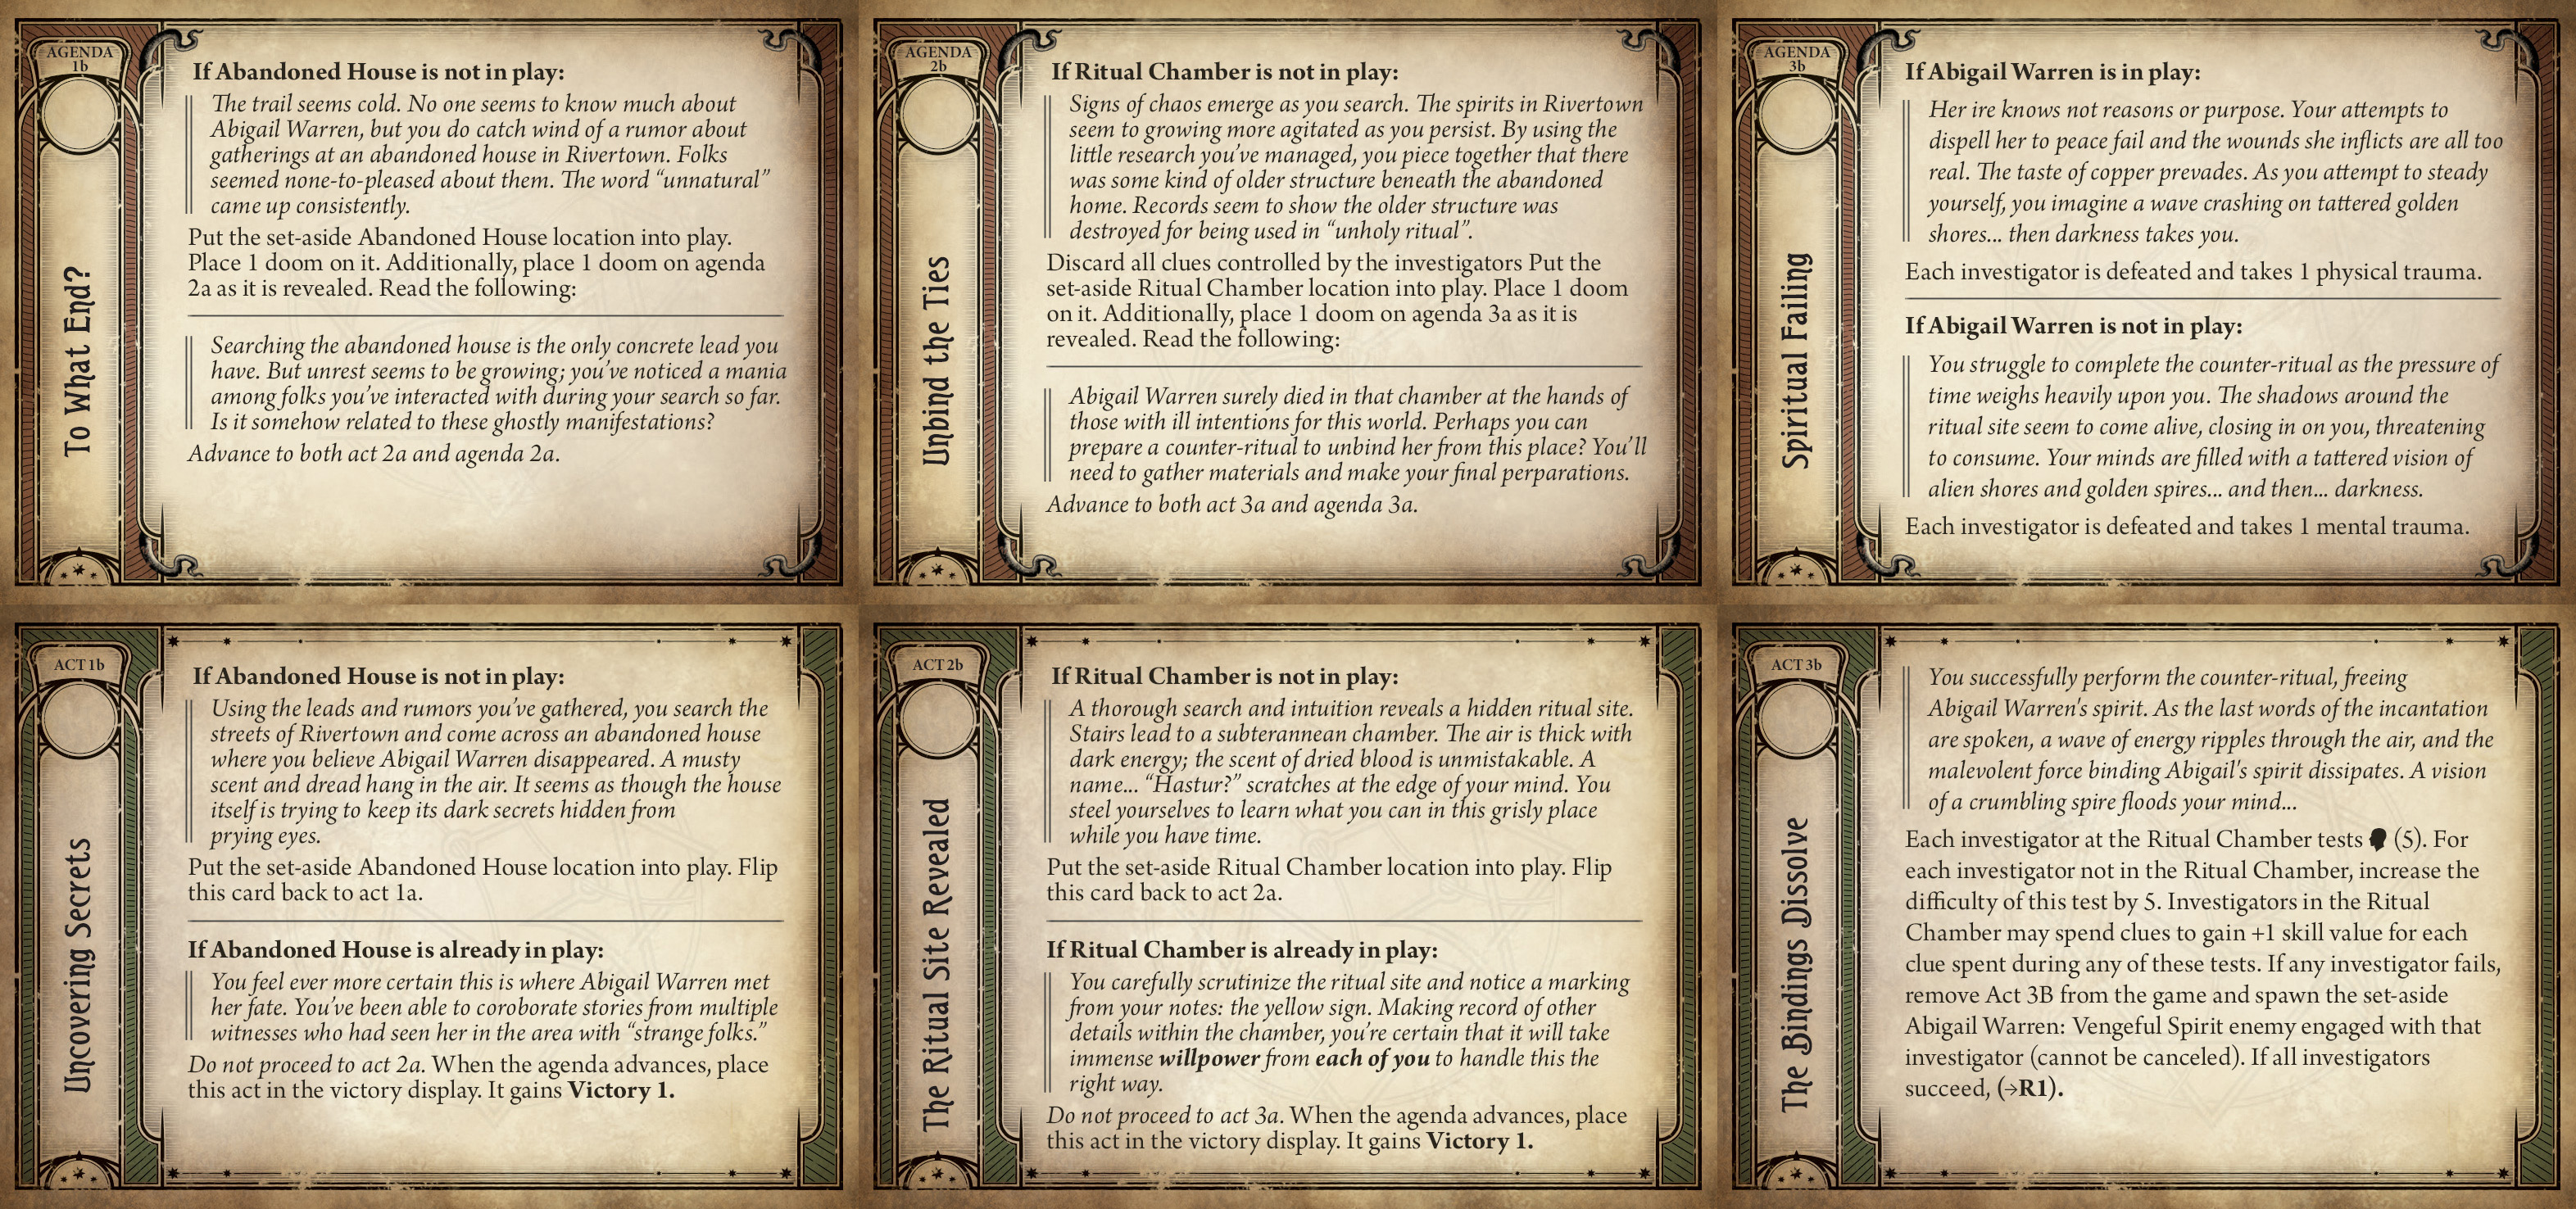 AGENDA
1b
To What End?
If Abandoned House is not in play:
The trail seems cold. No one seems to know much about
Abigail Warren, but you do catch wind of a rumor about
gatherings at an abandoned house in Rivertown. Folks
seemed none-to-pleased about them. The word “unnatural”
came up consistently.
Put the set-aside Abandoned House location into play.
Place 1 doom on it. Additionally, place 1 doom on agenda
2a as it is revealed. Read the following:
Searching the abandoned house is the only concrete lead you
have. But unrest seems to be growing; you’ve noticed a mania
among folks you’ve interacted with during your search so far.
Is it somehow related to these ghostly manifestations?
Advance to both act 2a and agenda 2a.
AGENDA
2b
Unbind the Ties
If Ritual Chamber is not in play:
Signs of chaos emerge as you search. The spirits in Rivertown
seem to growing more agitated as you persist. By using the
little research you’ve managed, you piece together that there
was some kind of older structure beneath the abandoned
home. Records seem to show the older structure was
destroyed for being used in “unholy ritual”.
Discard all clues controlled by the investigators Put the
set-aside Ritual Chamber location into play. Place 1 doom
on it. Additionally, place 1 doom on agenda 3a as it is
revealed. Read the following:
Abigail Warren surely died in that chamber at the hands of
those with ill intentions for this world. Perhaps you can
prepare a counter-ritual to unbind her from this place? You’ll
need to gather materials and make your final perparations.
Advance to both act 3a and agenda 3a.
AGENDA
3b
Spiritual Failing
If Abigail Warren is in play:
Her ire knows not reasons or purpose. Your attempts to
dispell her to peace fail and the wounds she inflicts are all too
real. The taste of copper prevades. As you attempt to steady
yourself, you imagine a wave crashing on tattered golden
shores... then darkness takes you.
Each investigator is defeated and takes 1 physical trauma.
If Abigail Warren is not in play:
You struggle to complete the counter-ritual as the pressure of
time weighs heavily upon you. The shadows around the
ritual site seem to come alive, closing in on you, threatening
to consume. Your minds are filled with a tattered vision of
alien shores and golden spires... and then... darkness.
Each investigator is defeated and takes 1 mental trauma.
ACT 1b
Uncovering Secrets
If Abandoned House is not in play:
Using the leads and rumors you’ve gathered, you search the
streets of Rivertown and come across an abandoned house
where you believe Abigail Warren disappeared. A musty
scent and dread hang in the air. It seems as though the house
itself is trying to keep its dark secrets hidden from
prying eyes.
Put the set-aside Abandoned House location into play. Flip
this card back to act 1a.
If Abandoned House is already in play:
You feel ever more certain this is where Abigail Warren met
her fate. You’ve been able to coroborate stories from multiple
witnesses who had seen her in the area with “strange folks.”
Do not proceed to act 2a. When the agenda advances, place
this act in the victory display. It gains Victory 1.
ACT 2b
The Ritual Site Revealed
If Ritual Chamber is not in play:
A thorough search and intuition reveals a hidden ritual site.
Stairs lead to a subterannean chamber. The air is thick with
dark energy; the scent of dried blood is unmistakable. A
name... “Hastur?” scratches at the edge of your mind. You
steel yourselves to learn what you can in this grisly place
while you have time.
Put the set-aside Ritual Chamber location into play. Flip
this card back to act 2a.
If Ritual Chamber is already in play:
You carefully scrutinize the ritual site and notice a marking
from your notes: the yellow sign. Making record of other
details within the chamber, you’re certain that it will take
immense willpower from each of you to handle this the
right way.
Do not proceed to act 3a. When the agenda advances, place
this act in the victory display. It gains Victory 1.
ACT 3b
The Bindings Dissolve
You successfully perform the counter-ritual, freeing
Abigail Warren's spirit. As the last words of the incantation
are spoken, a wave of energy ripples through the air, and the
malevolent force binding Abigail's spirit dissipates. A vision
of a crumbling spire floods your mind...
Each investigator at the Ritual Chamber tests (5). For
each investigator not in the Ritual Chamber, increase the
difficulty of this test by 5. Investigators in the Ritual
Chamber may spend clues to gain +1 skill value for each
clue spent during any of these tests. If any investigator fails,
remove Act 3B from the game and spawn the set-aside
Abigail Warren: Vengeful Spirit enemy engaged with that
investigator (cannot be canceled). If all investigators
succeed, (→R1).